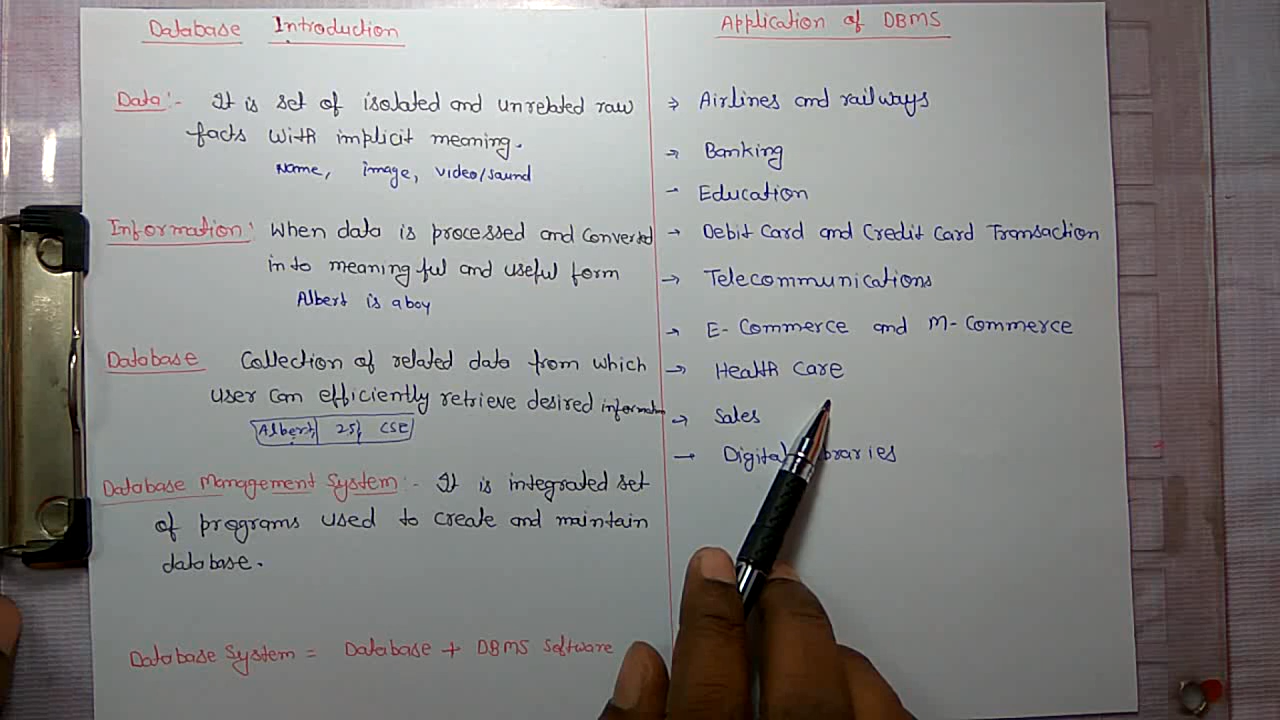 Database Introduction
Data:- It is set of isolated and unrelated raw
facts with implicit meaning.
Name, image, video/sound
Information: When data is processed and converted
in to meaningful and useful form
Albert is a boy
Database Collection of related data from which
user can efficiently retrieve desired information
Albert, 25, CSE
Database Management System:- It is integrated set
of programs used to create and maintain
database.
Database System = Database + DBMS Software
Application of DBMS
→ Airlines and railways
→ Banking
- Education
→ Debit Card and Credit Card Transaction
→ Telecommunications
→ E-Commerce and M-Commerce
→ Health Care
→ Sales
→ Digital